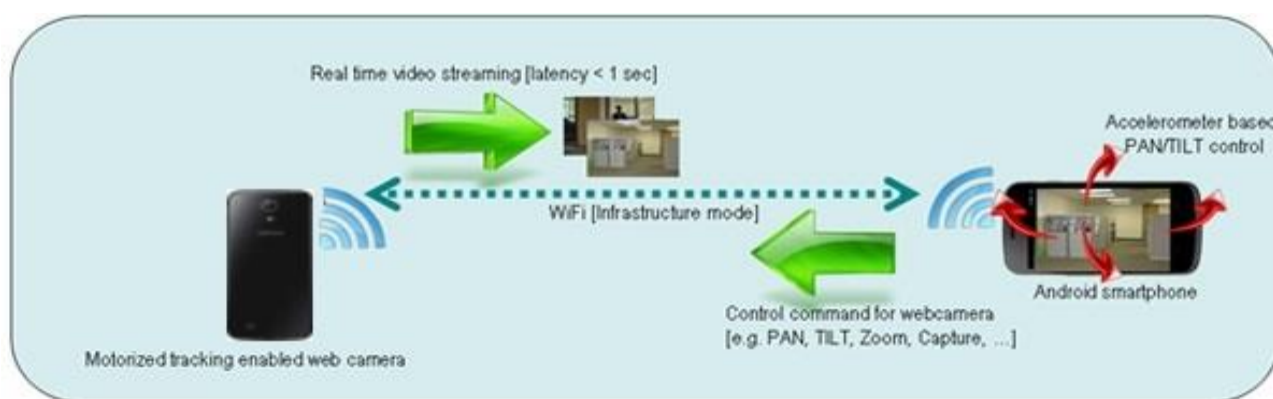 Real time video streaming [latency < 1 sec]
Accelerometer based
PAN/TILT control
WiFi [Infrastructure mode]
Android smartphone
Control command for webcamera
[e.g. PAN, TILT, Zoom, Capture, ...]
Motorized tracking enabled web camera